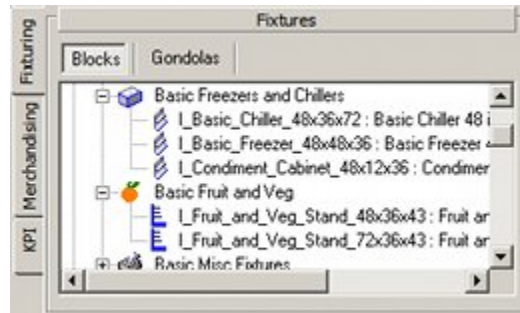 Fixtures
Fixturing
Merchandising
KPI
Blocks
Gondolas
Basic Freezers and Chillers
I_Basic_Chiller_48x36x72 : Basic Chiller 48 i
I_Basic_Freezer_48x48x36 : Basic Freezer
I_Condiment_Cabinet_48x12x36 : Condimer
Basic Fruit and Veg
I_Fruit_and_Veg_Stand_48x36x43 : Fruit ar
I_Fruit_and_Veg_Stand_72x36x43 : Fruit ar
Basic Misc Fixtures